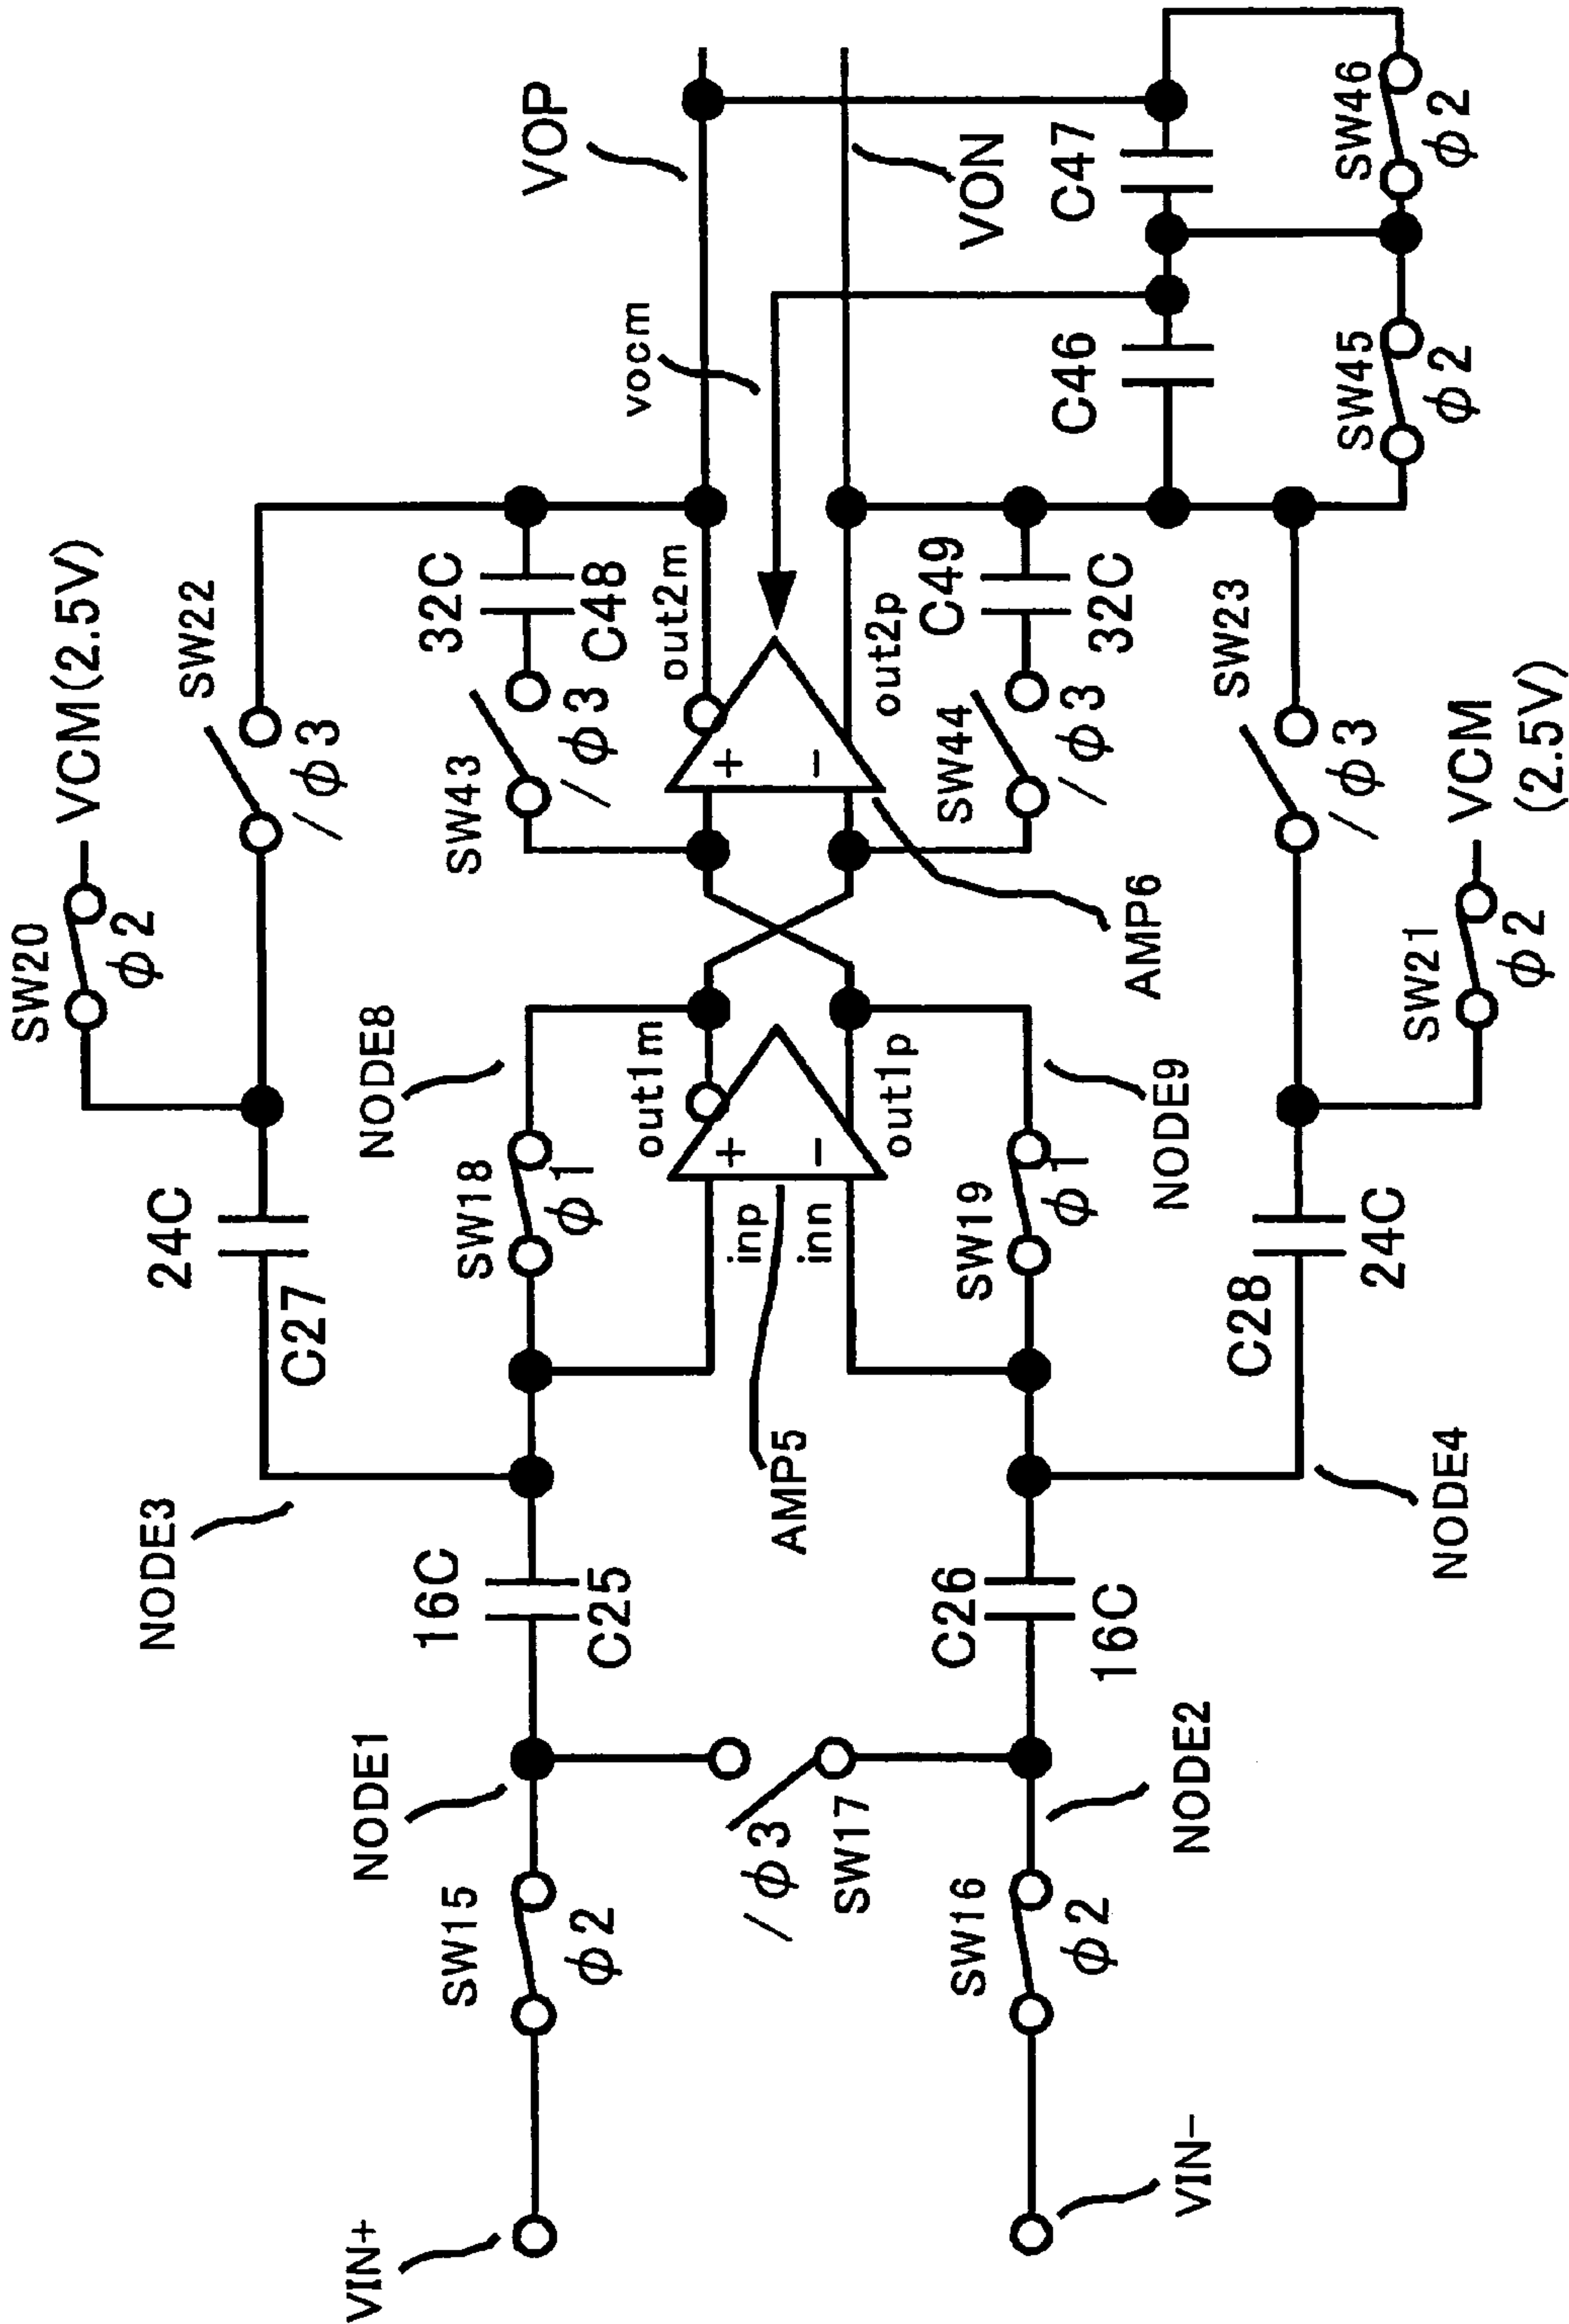 VIN+
VIN-
SW15
φ2
SW16
φ2
NODE1
NODE2
/φ3
SW17
16C
C25
C26
16C
NODE3
NODE4
24C
C27
C28
24C
AMP5
inp
inn
+
-
SW18
φ1
SW19
φ1
NODE8
NODE9
out1m
out1p
SW20
φ2
VCM(2.5V)
SW21
φ2
VCM
(2.5V)
SW22
/φ3
SW23
/φ3
SW43
/φ3
SW44
/φ3
32C
C48
C49
32C
+
-
AMP6
out2m
out2p
vocm
VOP
VON
C46
C47
SW45
φ2
SW46
φ2